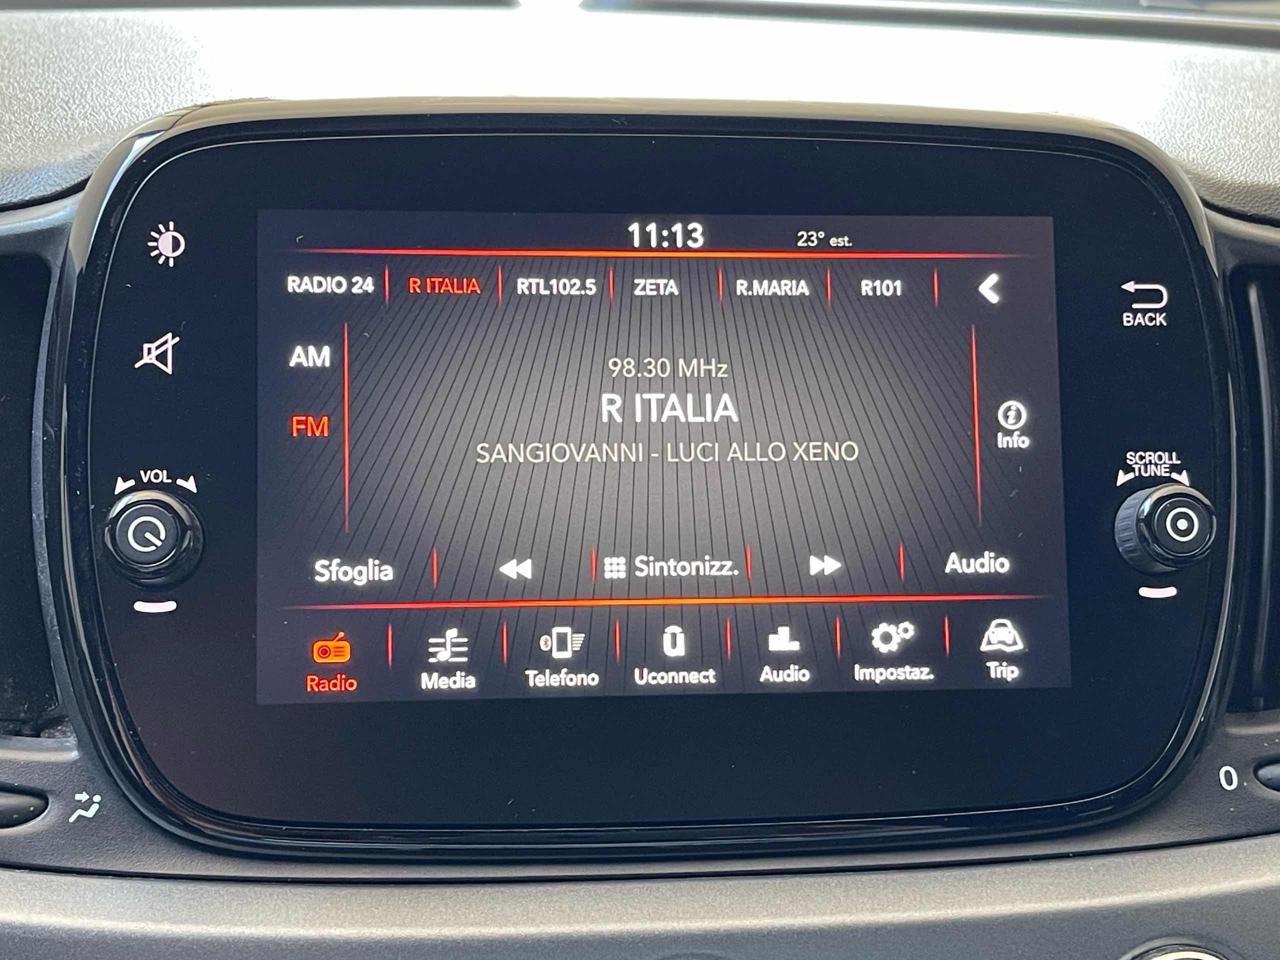 11:13 23° est.
RADIO 24 R ITALIA RTL102.5 ZETA R.MARIA R101
BACK
AM
98.30 MHz
R ITALIA
FM
Info
SANGIOVANNI - LUCI ALLO XENO
VOL
SCROLL
TUNE
Sfoglia Sintonizz. Audio
Radio Media Telefono Uconnect Audio Impostaz. Trip
0